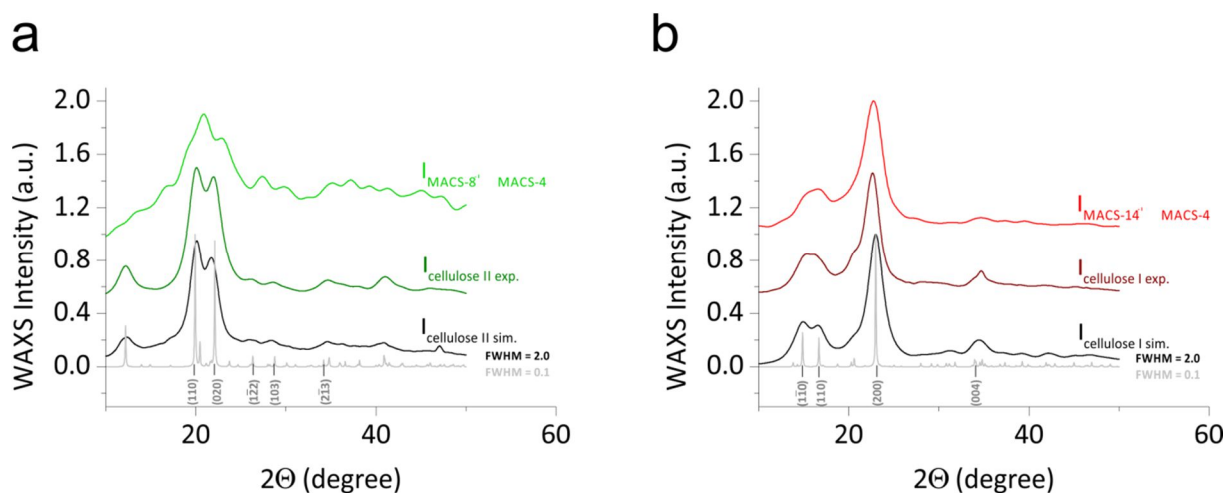 a
2.0
1.6
1.2
0.8
0.4
0.0
WAXS Intensity (a.u.)
I MACS-8' MACS-4
I cellulose II exp.
I cellulose II sim.
FWHM = 2.0
FWHM = 0.1
(110)
(020)
(1̄22)
(103)
(21̄3)
20
40
60
2Θ (degree)
b
2.0
1.6
1.2
0.8
0.4
0.0
WAXS Intensity (a.u.)
I MACS-14' MACS-4
I cellulose I exp.
I cellulose I sim.
FWHM = 2.0
FWHM = 0.1
(11̄0)
(110)
(200)
(004)
20
40
60
2Θ (degree)